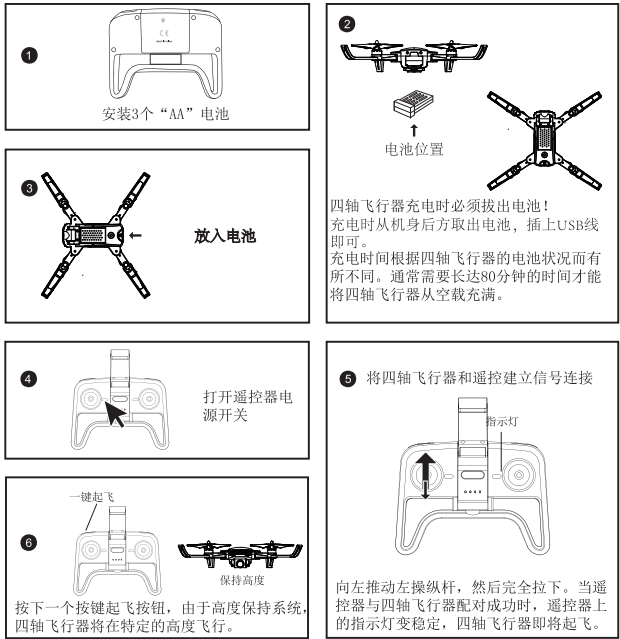 1
CE
安装3个“AA”电池
2
电池位置
四轴飞行器充电时必须拔出电池！
充电时从机身后方取出电池，插上USB线
即可。
充电时间根据四轴飞行器的电池状况而有
所不同。通常需要长达80分钟的时间才能
将四轴飞行器从空载充满。
3
放入电池
4
打开遥控器电
源开关
5 将四轴飞行器和遥控建立信号连接
指示灯
向左推动左操纵杆，然后完全拉下。当遥
控器与四轴飞行器配对成功时，遥控器上
的指示灯变稳定，四轴飞行器即将起飞。
6
一键起飞
保持高度
按下一个按键起飞按钮，由于高度保持系统，
四轴飞行器将在特定的高度飞行。